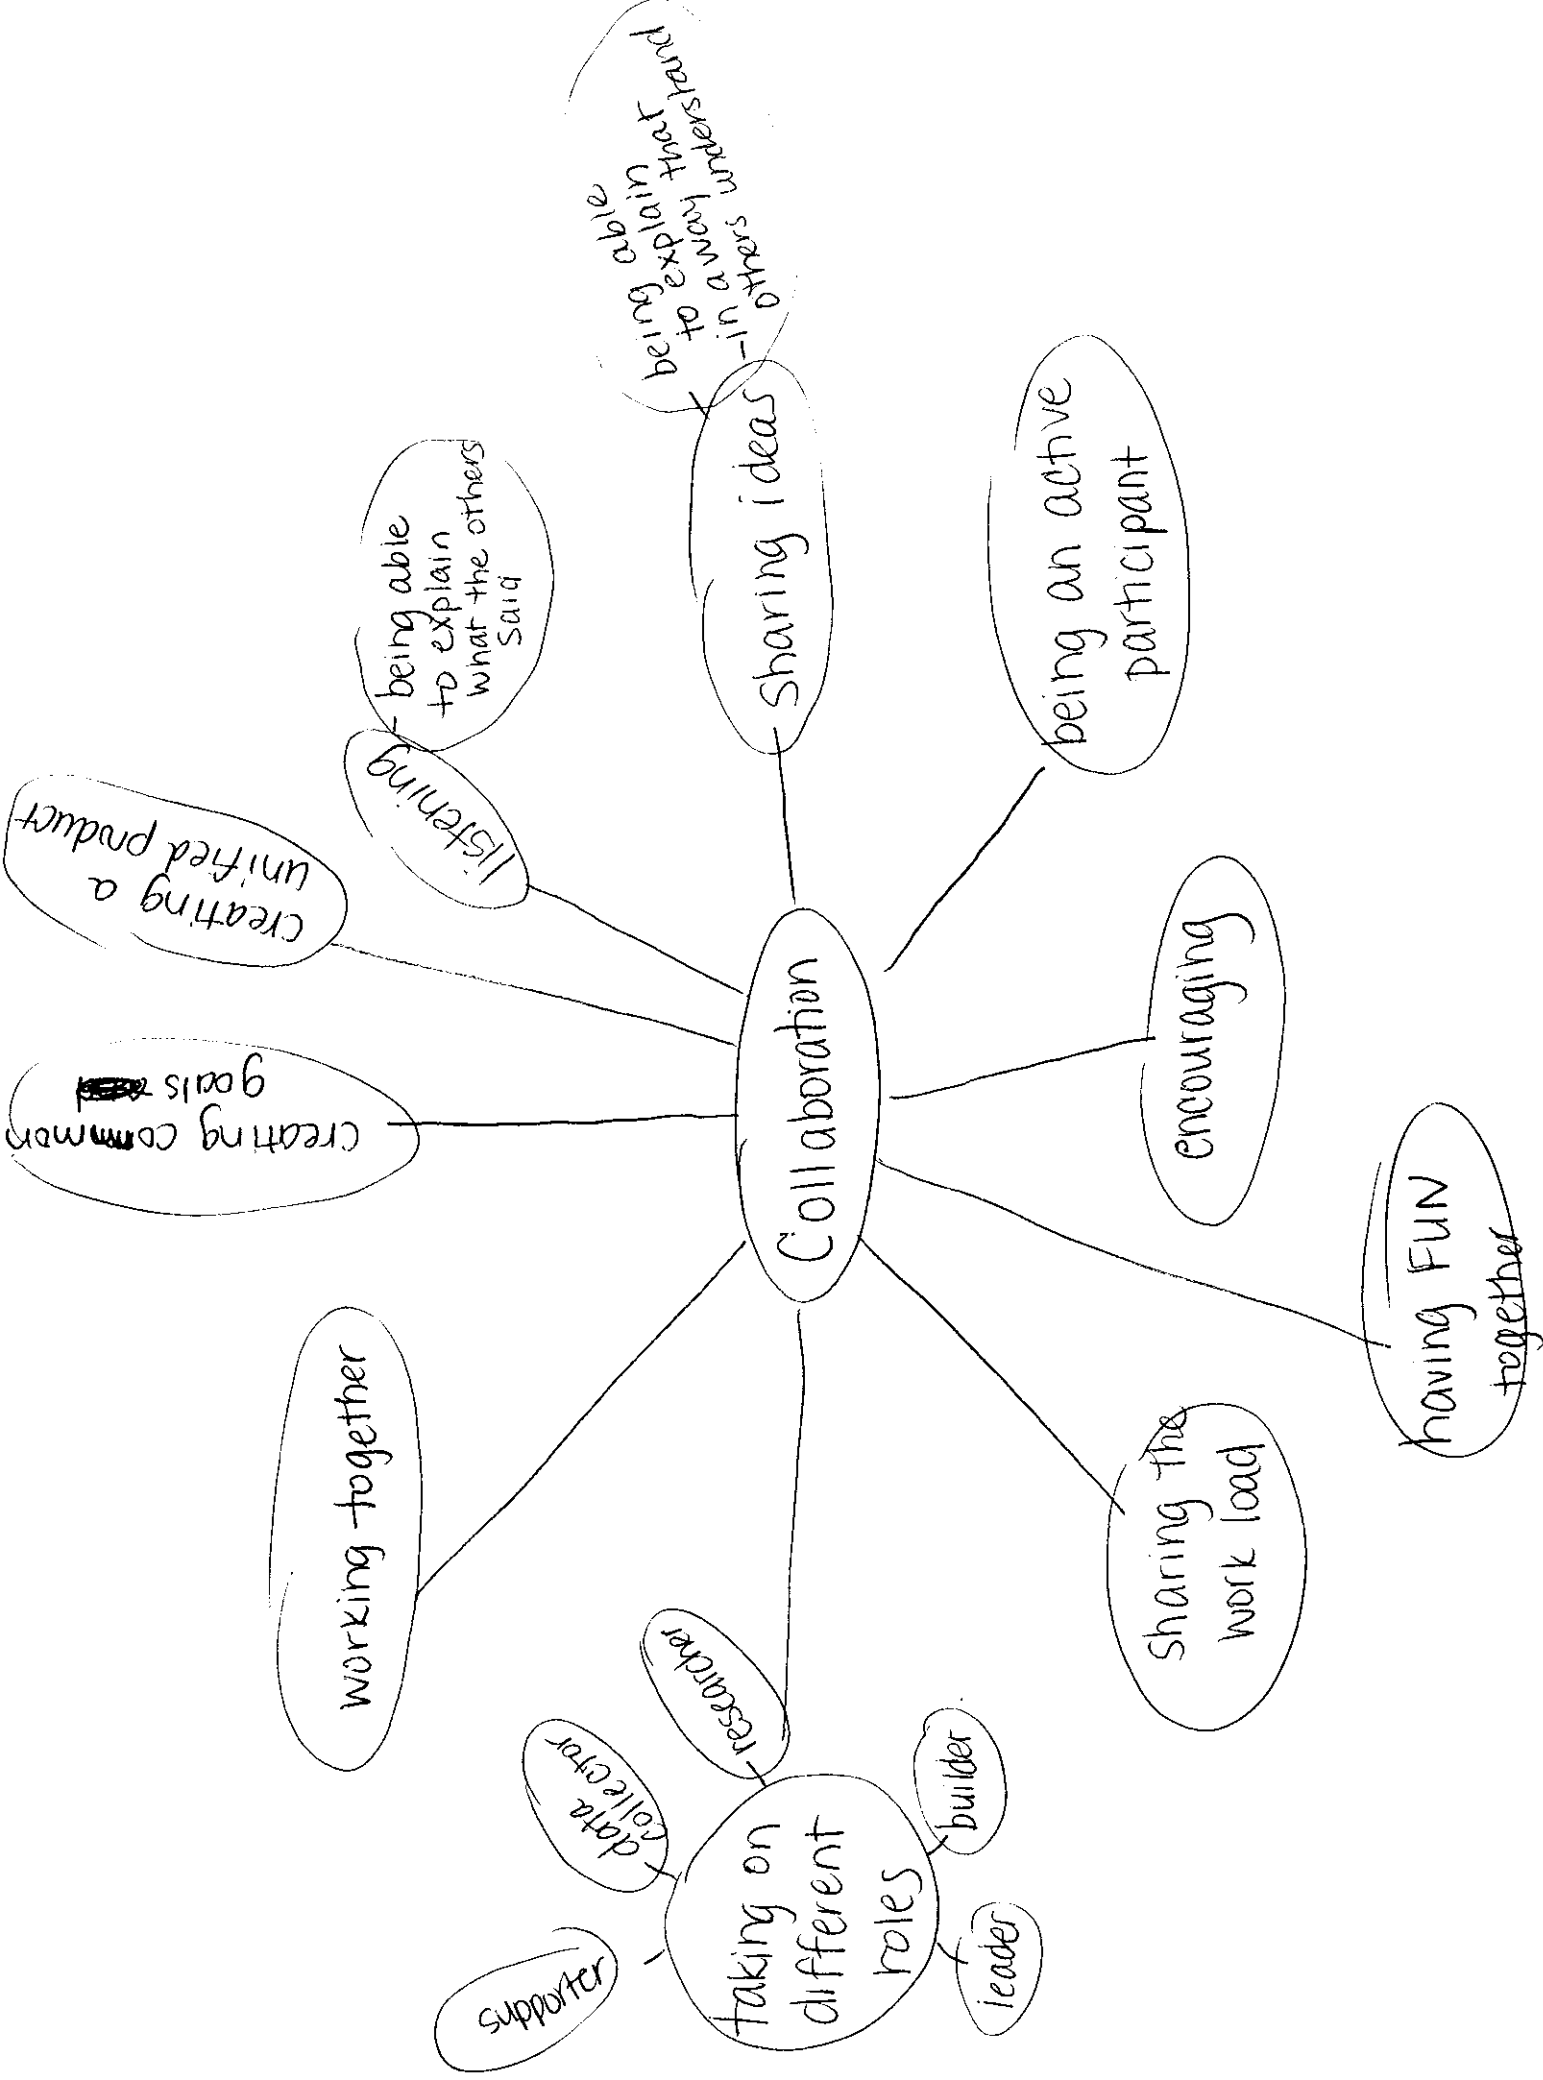 Collaboration
working together
creating common
goals
creating a
unified product
listening
- being able
to explain
what the others
said
sharing ideas
being able
to explain
- in a way that
others understand
being an active
participant
encouraging
having FUN
together
sharing the
work load
taking on
different
roles
supporter
data
collector
researcher
builder
leader